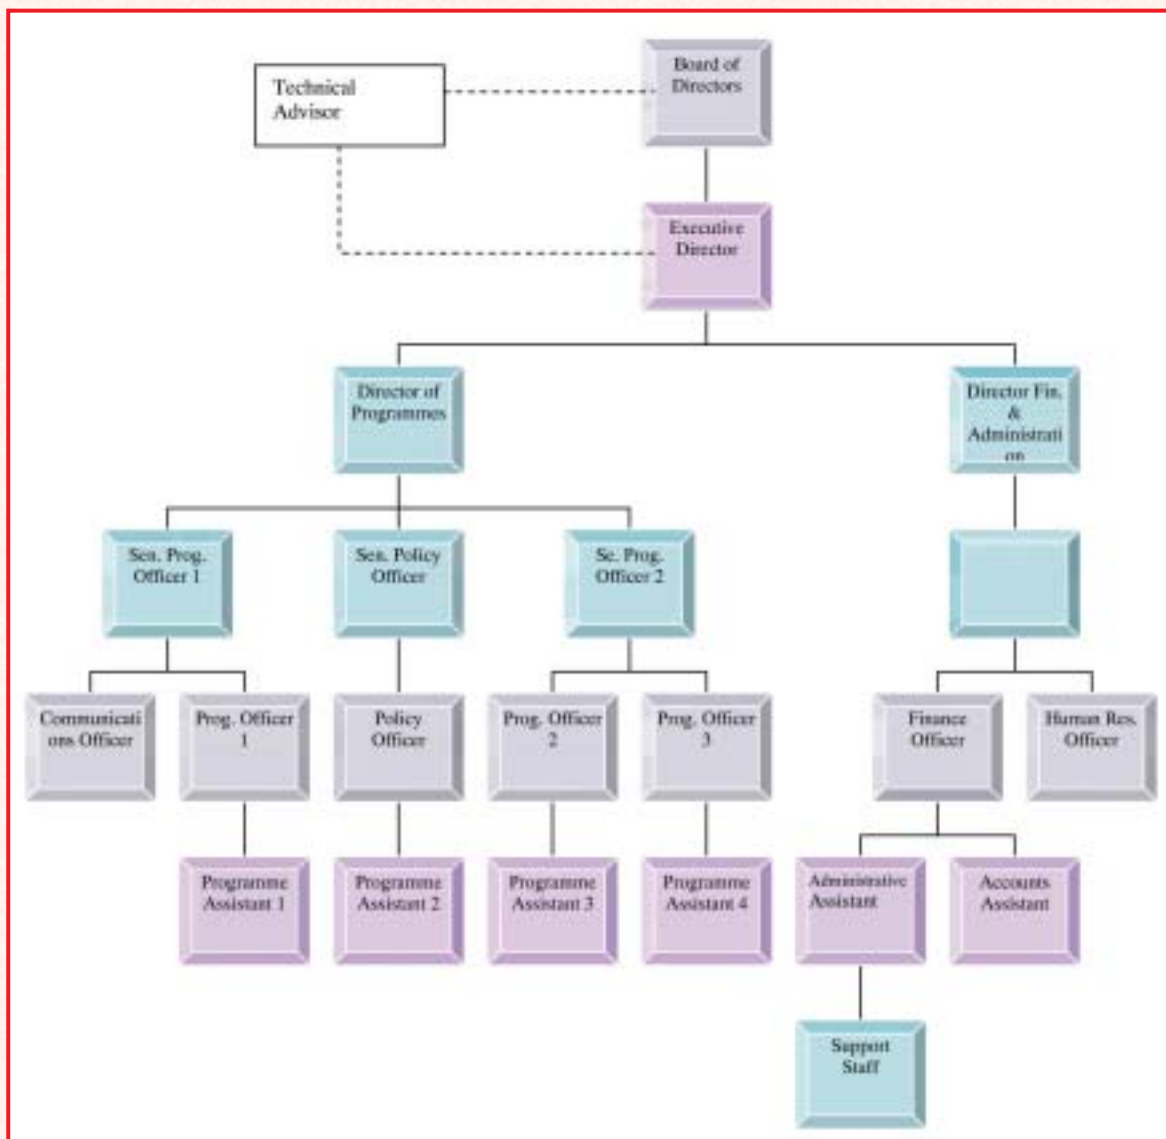 Board of
Directors
Technical
Advisor
Executive
Director
Director of
Programmes
Director Fin.
&
Administrati
on
Sen. Prog.
Officer 1
Sen. Policy
Officer
Se. Prog.
Officer 2
Communicati
ons Officer
Prog. Officer
1
Policy
Officer
Prog. Officer
2
Prog. Officer
3
Finance
Officer
Human Res.
Officer
Programme
Assistant 1
Programme
Assistant 2
Programme
Assistant 3
Programme
Assistant 4
Administrative
Assistant
Accounts
Assistant
Support
Staff